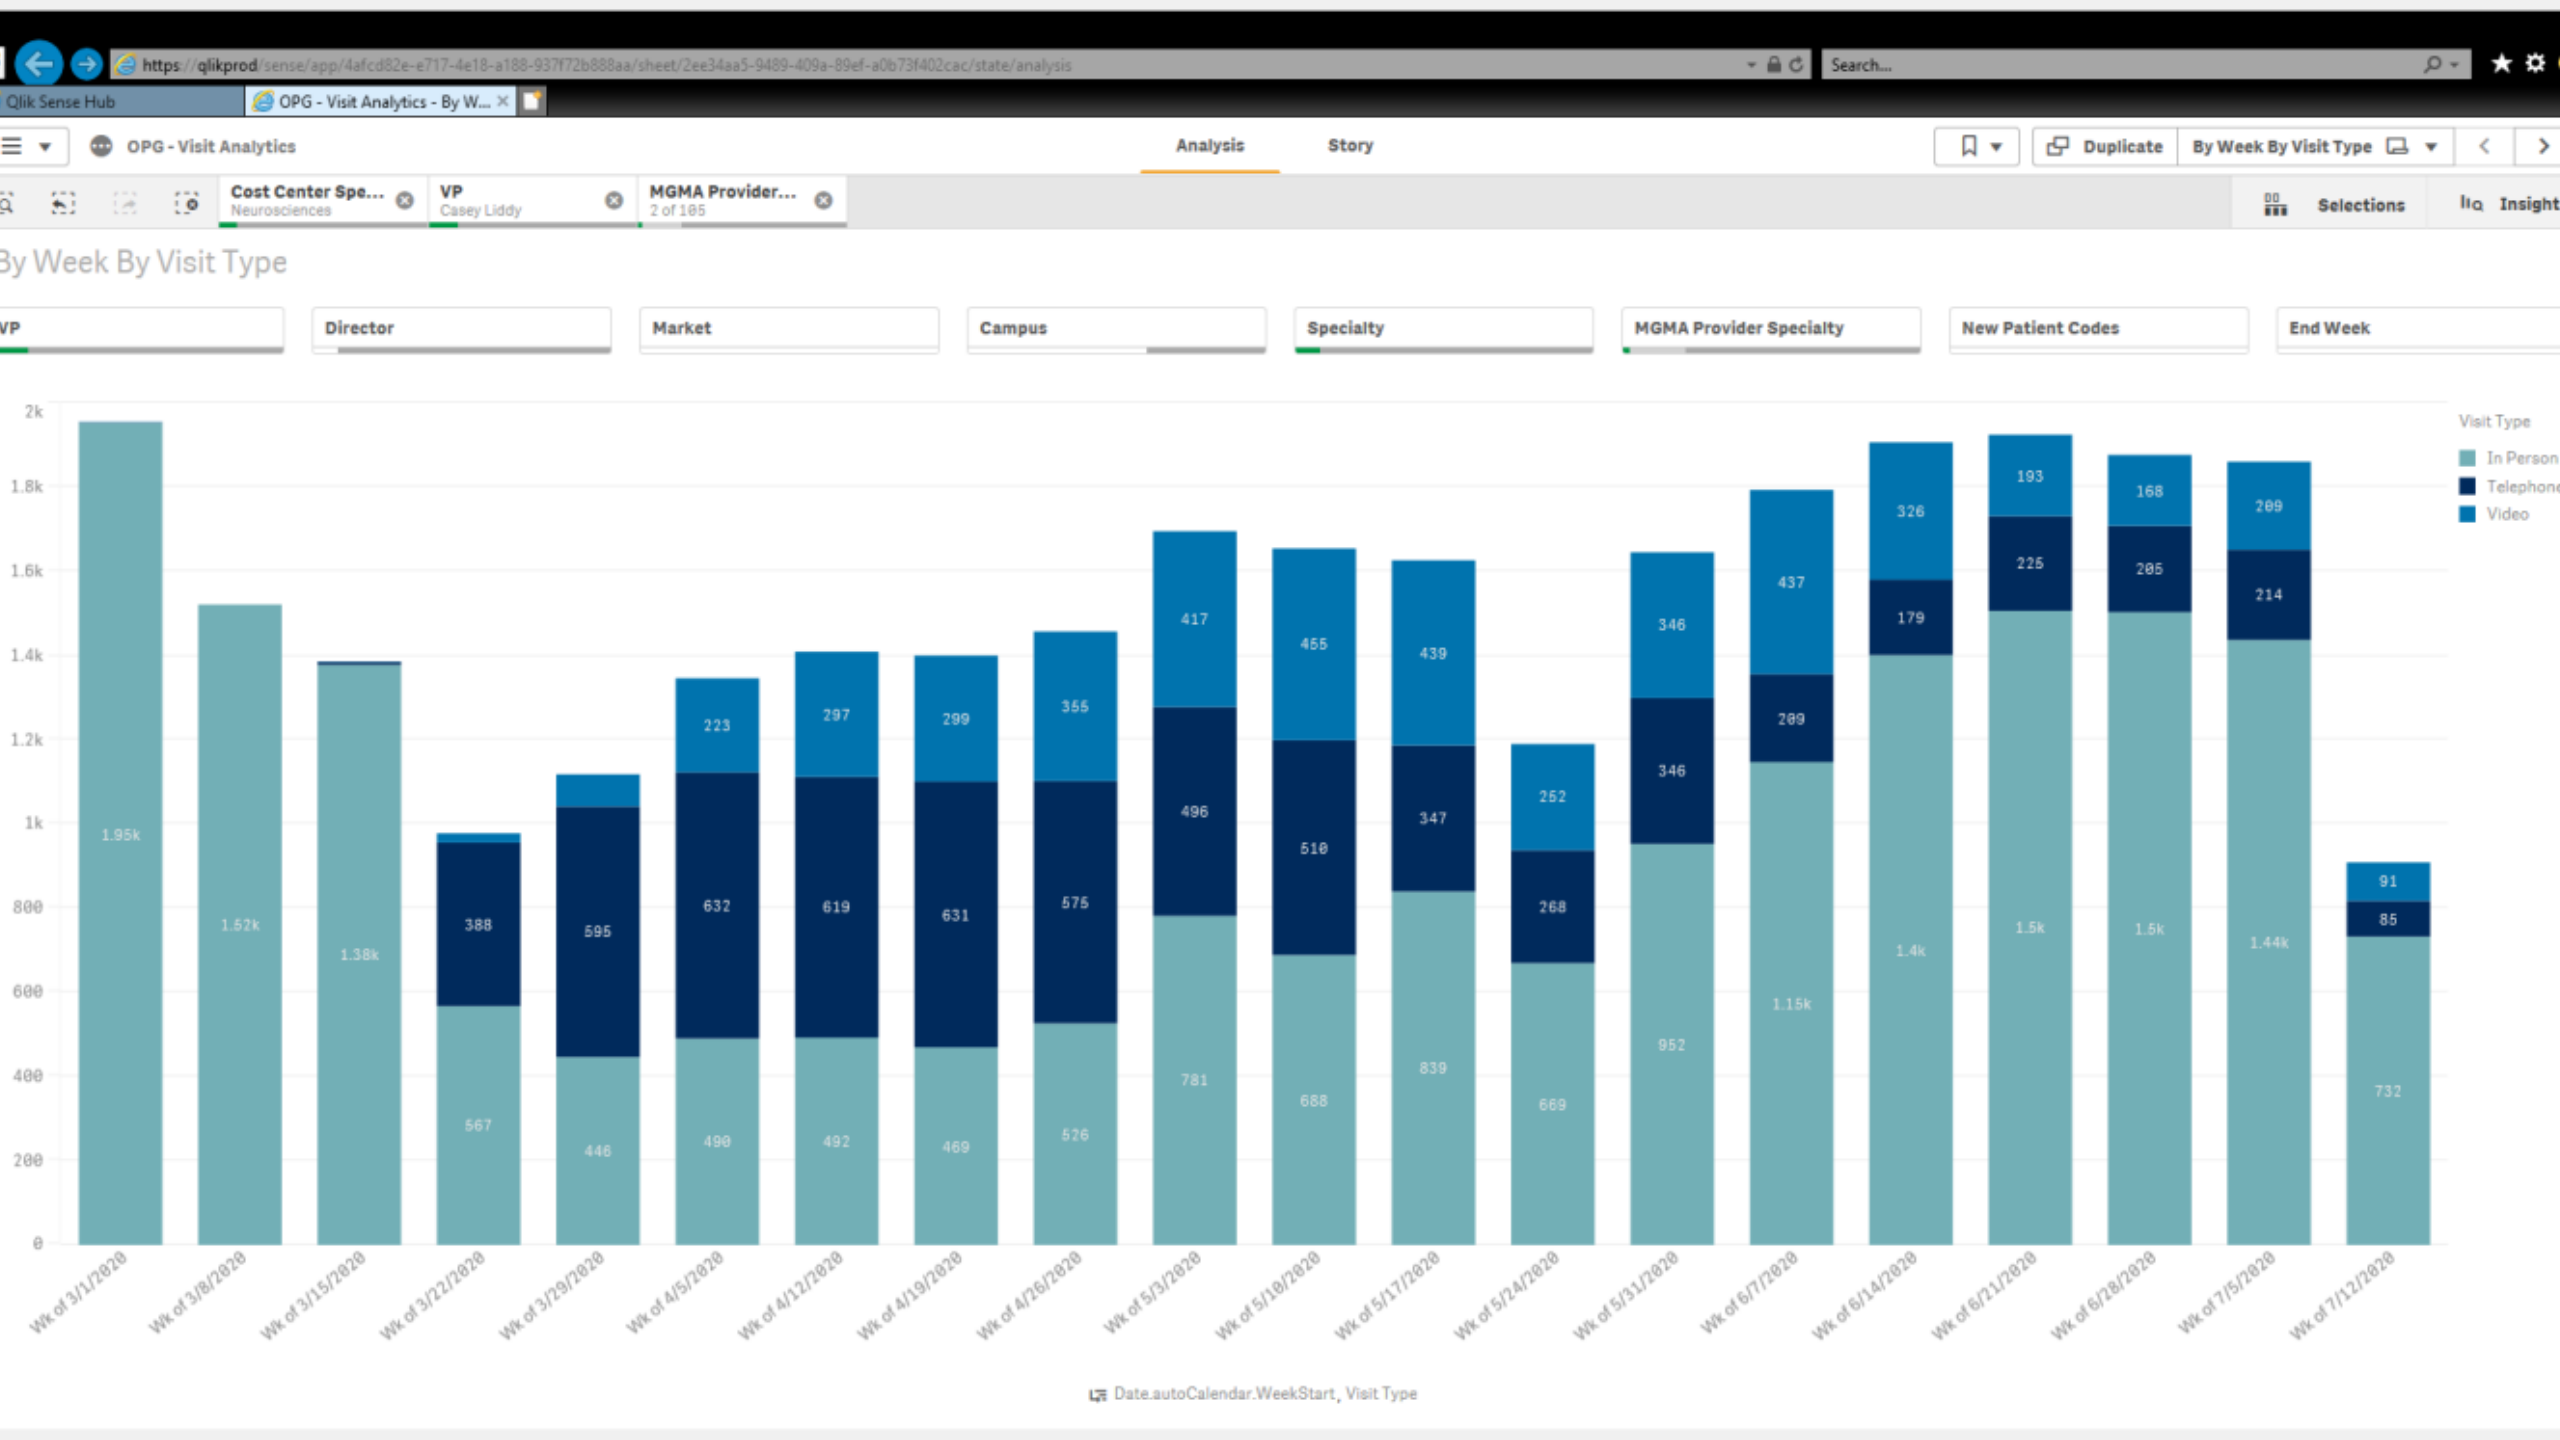 https://qlikprod/sense/app/4afcd82e-e717-4e18-a188-937f72b888aa/sheet/2ee34aa5-9489-409a-89ef-a0b73f402cac/state/analysis
Search...
Qlik Sense Hub
OPG - Visit Analytics - By W...
OPG - Visit Analytics
Analysis
Story
Duplicate
By Week By Visit Type
Cost Center Spe...
Neurosciences
VP
Casey Liddy
MGMA Provider...
2 of 105
Selections
Insight
By Week By Visit Type
VP
Director
Market
Campus
Specialty
MGMA Provider Specialty
New Patient Codes
End Week
2k
1.8k
1.6k
1.4k
1.2k
1k
800
600
400
200
0
1.95k
1.52k
1.38k
388
567
595
446
223
632
490
297
619
492
299
631
469
355
575
526
417
496
781
455
510
688
439
347
839
252
268
669
346
346
952
437
209
1.15k
326
179
1.4k
193
225
1.5k
168
205
1.5k
209
214
1.44k
91
85
732
Visit Type
In Person
Telephone
Video
Wk of 3/1/2020
Wk of 3/8/2020
Wk of 3/15/2020
Wk of 3/22/2020
Wk of 3/29/2020
Wk of 4/5/2020
Wk of 4/12/2020
Wk of 4/19/2020
Wk of 4/26/2020
Wk of 5/3/2020
Wk of 5/10/2020
Wk of 5/17/2020
Wk of 5/24/2020
Wk of 5/31/2020
Wk of 6/7/2020
Wk of 6/14/2020
Wk of 6/21/2020
Wk of 6/28/2020
Wk of 7/5/2020
Wk of 7/12/2020
Date.autoCalendar.WeekStart, Visit Type